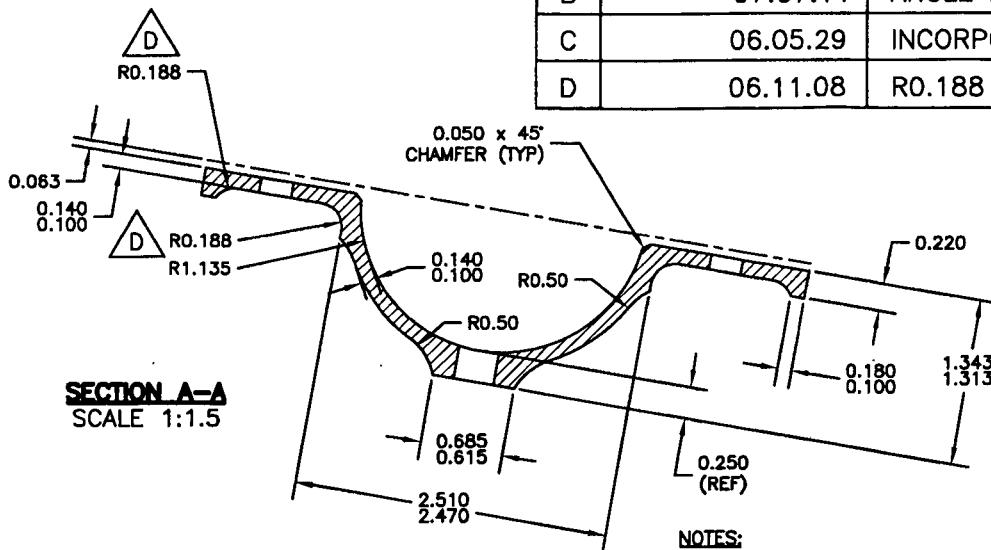 C 06.05.29 INCORP
D 06.11.08 R0.188
D
R0.188
0.050 x 45°
CHAMFER (TYP)
0.063
0.140
0.100
D
R0.188
R1.135
0.140
0.100
R0.50
R0.50
0.220
SECTION A-A
SCALE 1:1.5
0.180
0.100
1.343
1.313
0.685
0.615
0.250
(REF)
2.510
2.470
NOTES: